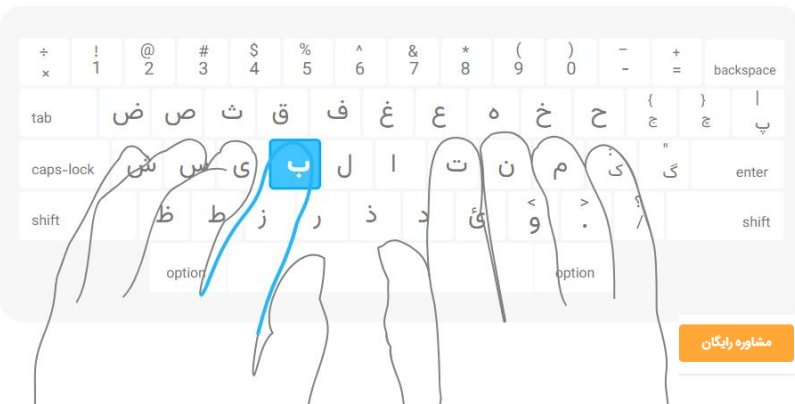 ÷ ! @ # $ % ^ & * ( ) – +
× 1 2 3 4 5 6 7 8 9 0 - = backspace
tab ض ص ث ق ف غ ع ه خ ح { ج } چ | پ
caps-lock ش س ی ب ل ا ت ن م : ک " گ enter
shift ظ ط ز ر ذ د ئ < و > . ؟ / shift
option option
مشاوره رایگان